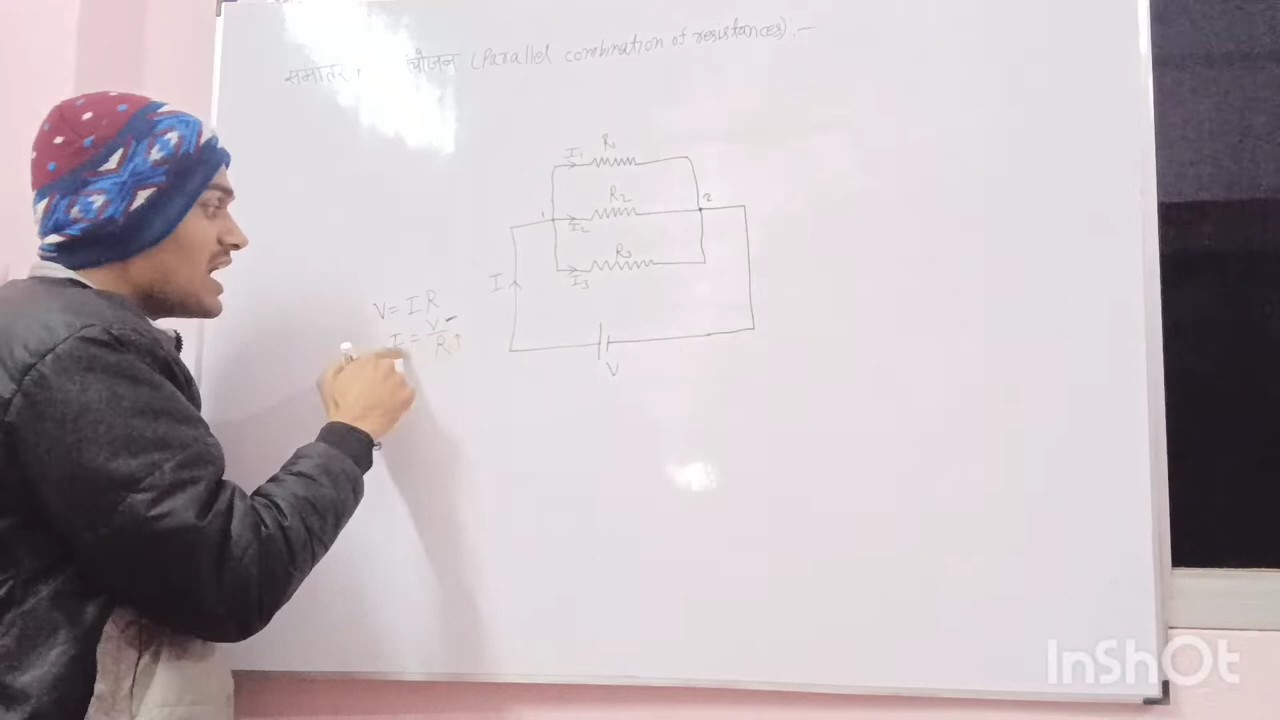 समांतर संयोजन (Parallel combination of resistances) :-
I₁ R₁
R₂
1 2
I₂
R₃
I₃
I
V = I R
I = V
R↑
V
InShOt